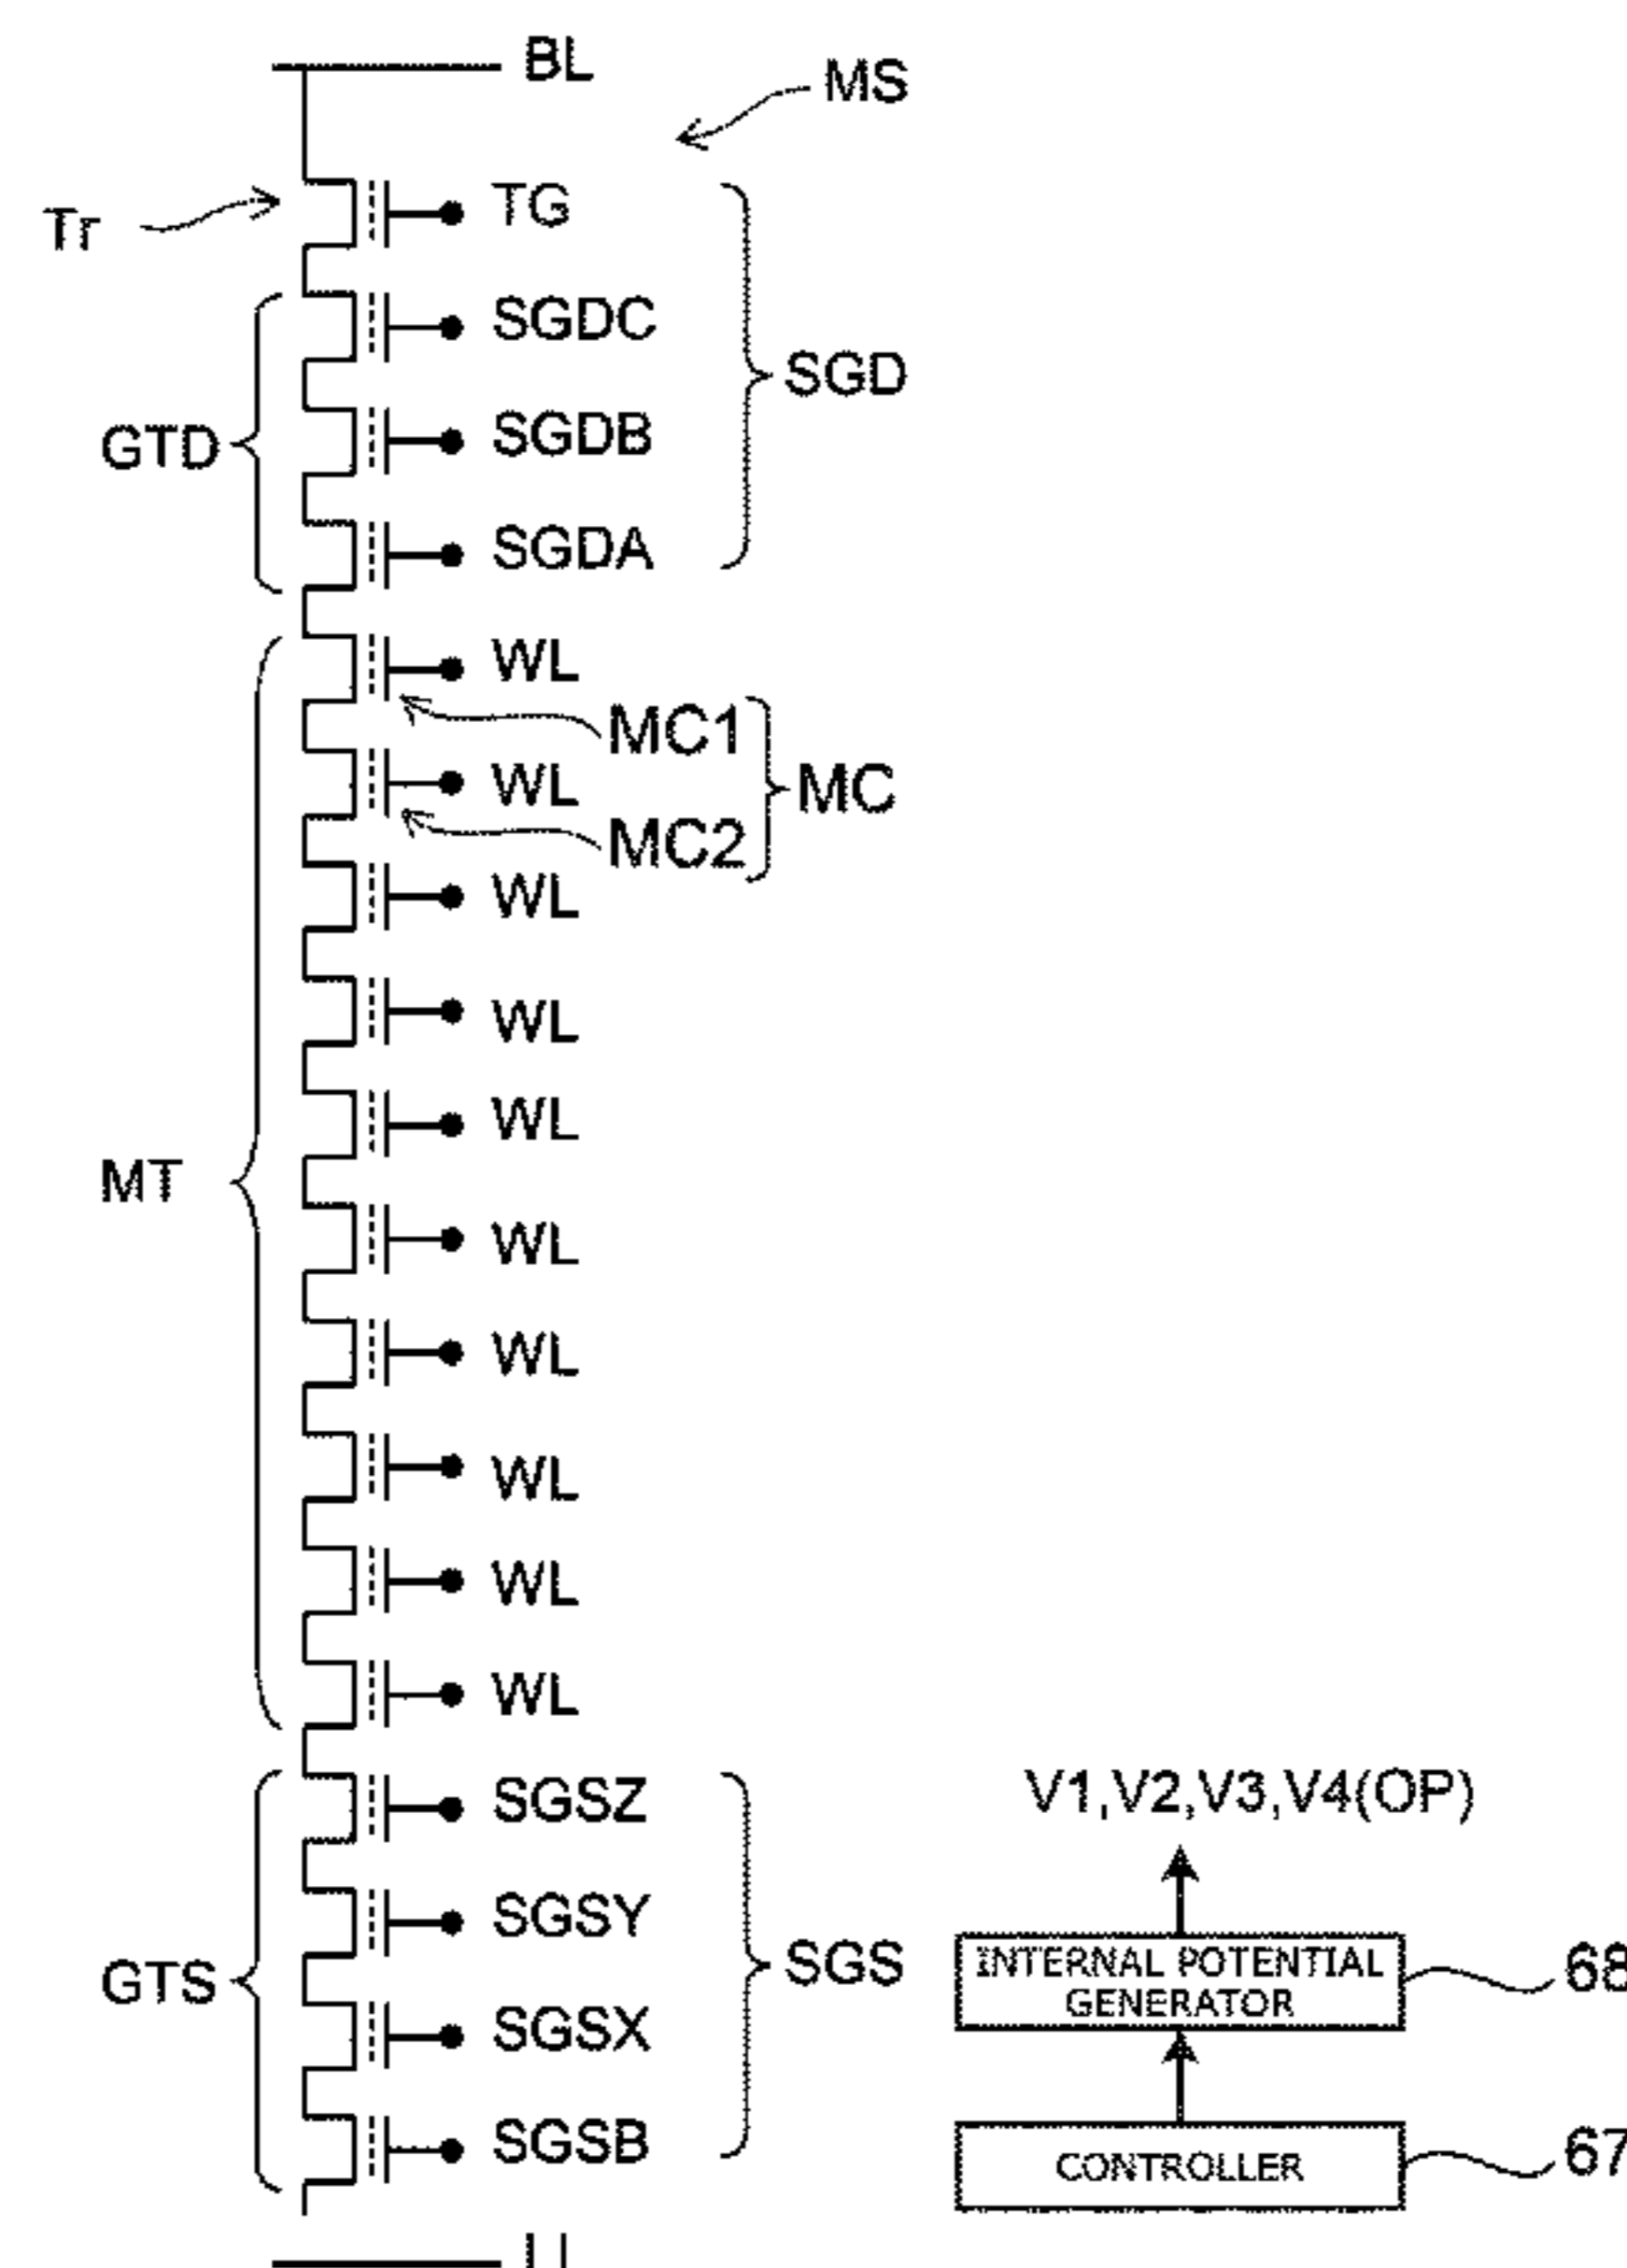 BL
MS
Tr
TG
SGDC
SGD
GTD
SGDB
SGDA
WL
MC1
MC
WL
MC2
WL
WL
WL
MT
WL
WL
WL
WL
WL
SGSZ
V1,V2,V3,V4(OP)
SGSY
SGS
INTERNAL POTENTIAL
GENERATOR
68
GTS
SGSX
SGSB
CONTROLLER
67